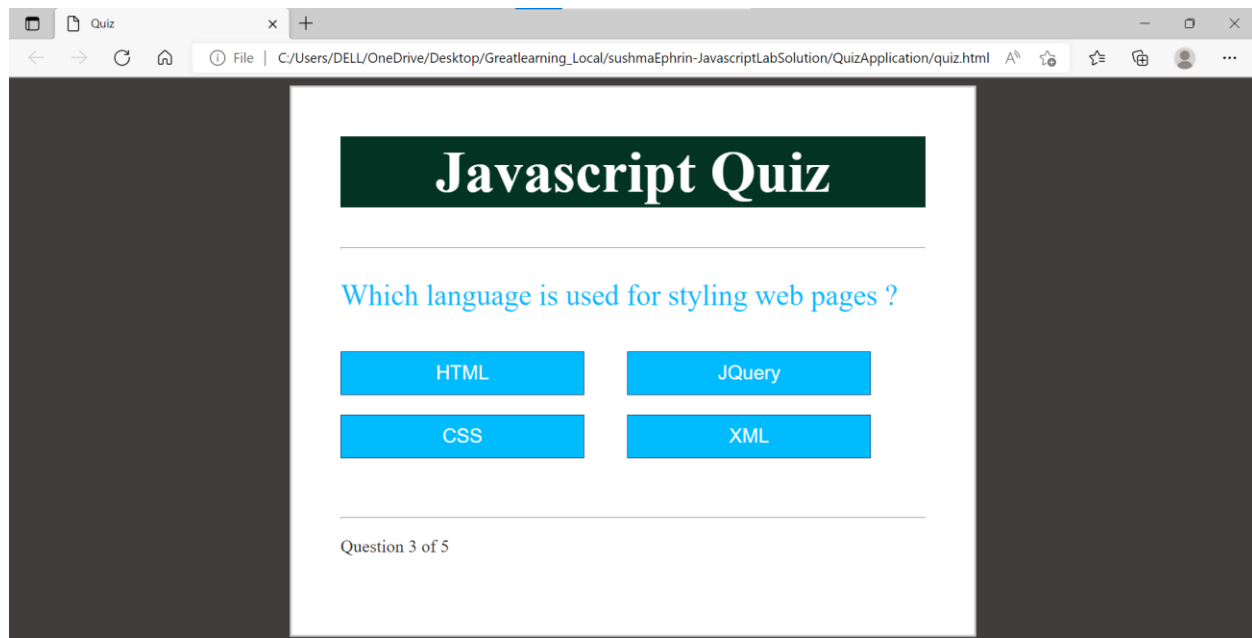 Quiz
File | C:/Users/DELL/OneDrive/Desktop/Greatlearning_Local/sushmaEphrin-JavascriptLabSolution/QuizApplication/quiz.html
Javascript Quiz
Which language is used for styling web pages ?
HTML JQuery
CSS XML
Question 3 of 5